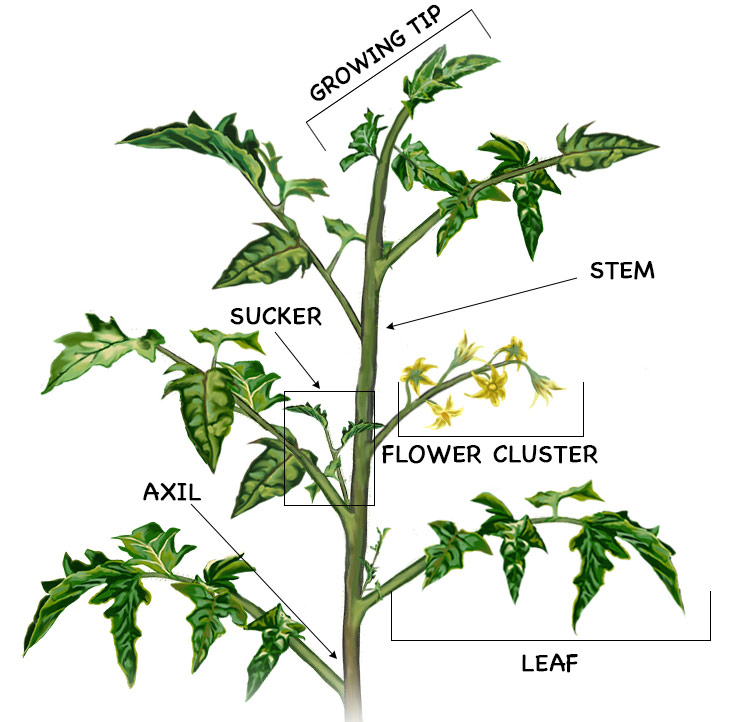 GROWING TIP
STEM
SUCKER
FLOWER CLUSTER
AXIL
LEAF